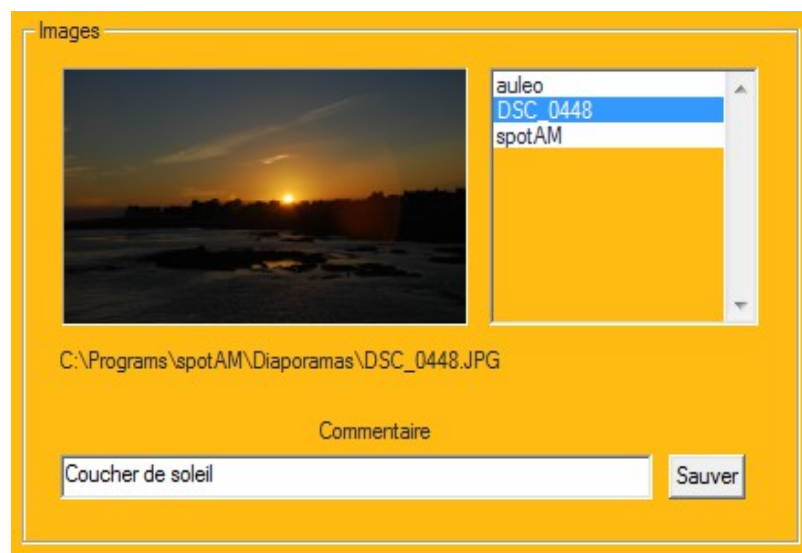 Images
auleo
DSC_0448
spotAM
C:\Programs\spotAM\Diaporamas\DSC_0448.JPG
Commentaire
Coucher de soleil
Sauver